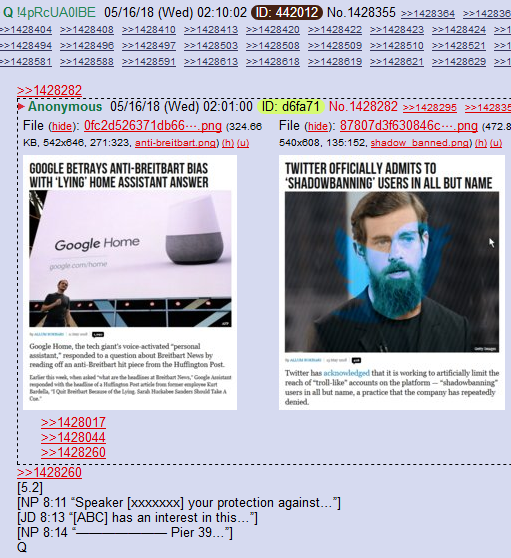 Q !4pRcUA0lBE 05/16/18 (Wed) 02:10:02 ID: 442012 No.1428355 >>1428364 >>142836
>>1428404 >>1428408 >>1428410 >>1428413 >>1428420 >>1428422 >>1428423 >>1428424
>>1428494 >>1428496 >>1428497 >>1428503 >>1428508 >>1428509 >>1428510 >>1428521
>>1428581 >>1428588 >>1428591 >>1428613 >>1428618 >>1428619 >>1428621 >>1428629
>>1428282
Anonymous 05/16/18 (Wed) 02:01:00 ID: d6fa71 No.1428282 >>1428295 >>142835
File (hide): 0fc2d526371db66⋯.png (324.66
KB, 542x646, 271:323, anti-breitbart.png) (h) (u)
File (hide): 87807d3f630846c⋯.png (472.8
540x608, 135:152, shadow_banned.png) (h) (u)
GOOGLE BETRAYS ANTI-BREITBART BIAS
WITH ‘LYING’ HOME ASSISTANT ANSWER
Google Home
google.com/home
AFP
Google Home, the tech giant's voice-activated “personal
assistant,” responded to a question about Breitbart News by
reading off an anti-Breitbart hit piece from the Huffington Post.
Earlier this week, when asked “what are the headlines at Breitbart News,” Google Assistant
responded with the headline of a Huffington Post article from former employee Kurt
Bardella, “I Quit Breitbart Because of the Lying. Sarah Huckabee Sanders Should Take A
Cue.”
TWITTER OFFICIALLY ADMITS TO
‘SHADOWBANNING’ USERS IN ALL BUT NAME
Getty Images
Twitter has acknowledged that it is working to artificially limit the
reach of “troll-like” accounts on the platform — “shadowbanning”
users in all but name, a practice that the company has repeatedly
denied.
>>1428017
>>1428044
>>1428260
>>1428260
[5.2]
[NP 8:11 “Speaker [xxxxxxx] your protection against…”]
[JD 8:13 “[ABC] has an interest in this…”]
[NP 8:14 “——————— Pier 39…”]
Q